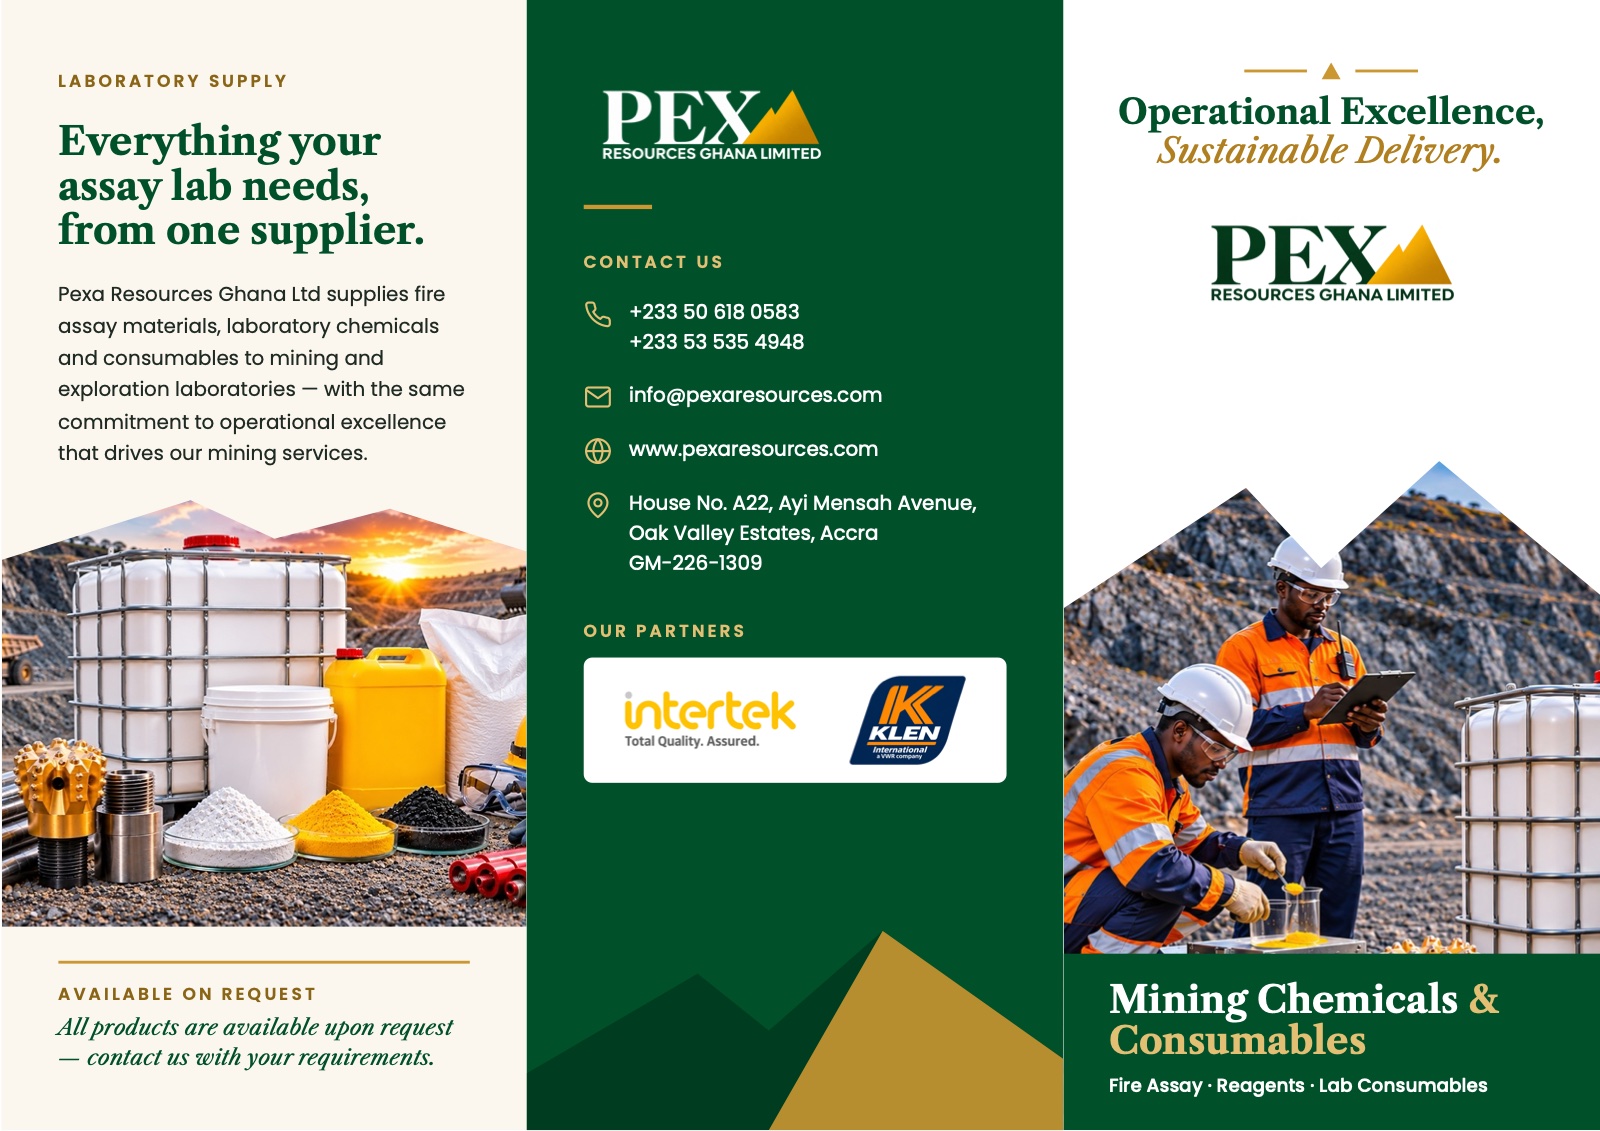 LABORATORY SUPPLY
Everything your
assay lab needs,
from one supplier.
Pexa Resources Ghana Ltd supplies fire
assay materials, laboratory chemicals
and consumables to mining and
exploration laboratories — with the same
commitment to operational excellence
that drives our mining services.
AVAILABLE ON REQUEST
All products are available upon request
— contact us with your requirements.
PEX
RESOURCES GHANA LIMITED
CONTACT US
+233 50 618 0583
+233 53 535 4948
info@pexaresources.com
www.pexaresources.com
House No. A22, Ayi Mensah Avenue,
Oak Valley Estates, Accra
GM-226-1309
OUR PARTNERS
intertek
Total Quality. Assured.
K
KLEN
International
a VWR company
Operational Excellence,
Sustainable Delivery.
PEX
RESOURCES GHANA LIMITED
Mining Chemicals &
Consumables
Fire Assay · Reagents · Lab Consumables